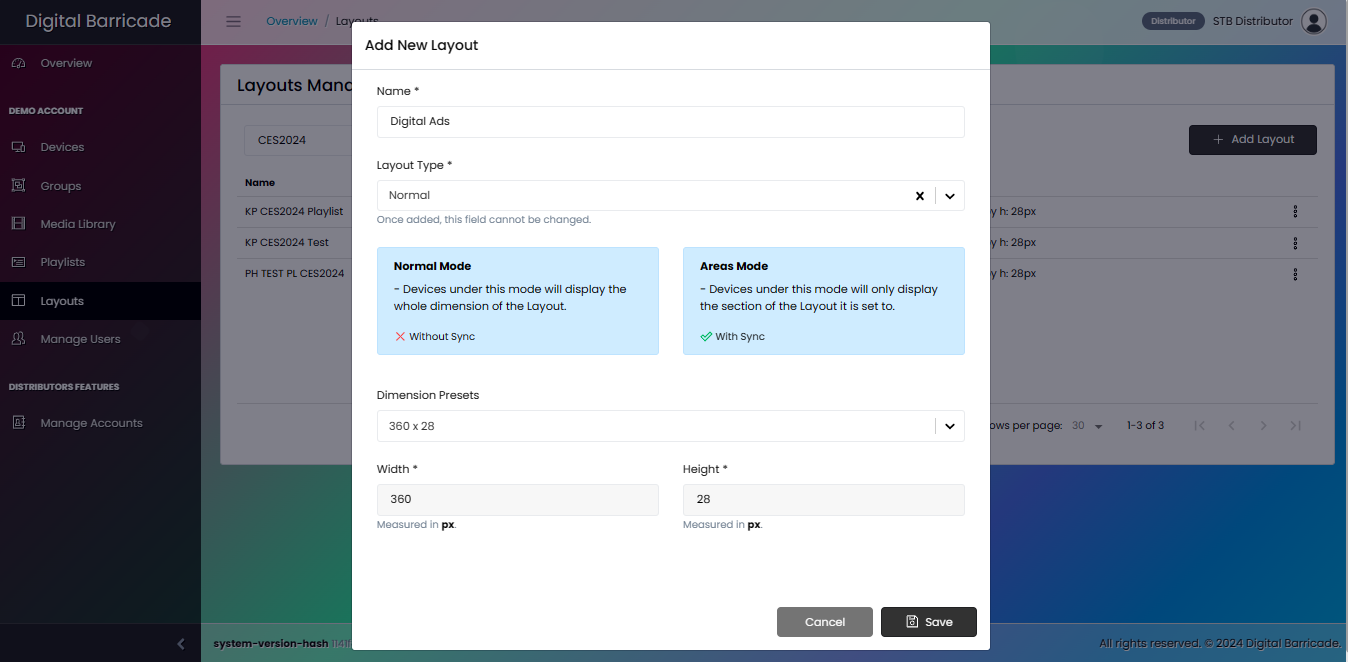 Digital Barricade
Overview / Layouts
Distributor
STB Distributor
Overview
DEMO ACCOUNT
Devices
Groups
Media Library
Playlists
Layouts
Manage Users
DISTRIBUTORS FEATURES
Manage Accounts
Layouts
CES2024
+ Add Layout
Name
KP CES2024 Playlist
h: 28px
KP CES2024 Test
h: 28px
PH TEST PL CES2024
h: 28px
per page: 30
1-3 of 3
Add New Layout
Name *
Digital Ads
Layout Type *
Normal
Once added, this field cannot be changed.
Normal Mode
- Devices under this mode will display the
whole dimension of the Layout.
Without Sync
Areas Mode
- Devices under this mode will only display
the section of the Layout it is set to.
With Sync
Dimension Presets
360 x 28
Width *
360
Measured in px.
Height *
28
Measured in px.
Cancel
Save
system-version-hash
All rights reserved. © 2024 Digital Barricade.